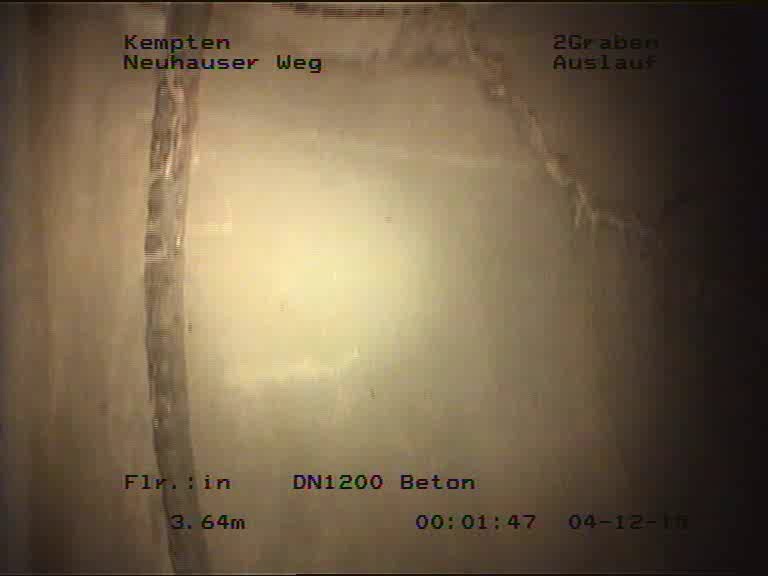 Kempten 2Graben
Neuhauser Weg Auslauf
Flr.:in DN1200 Beton
3.64m 00:01:47 04-12-15